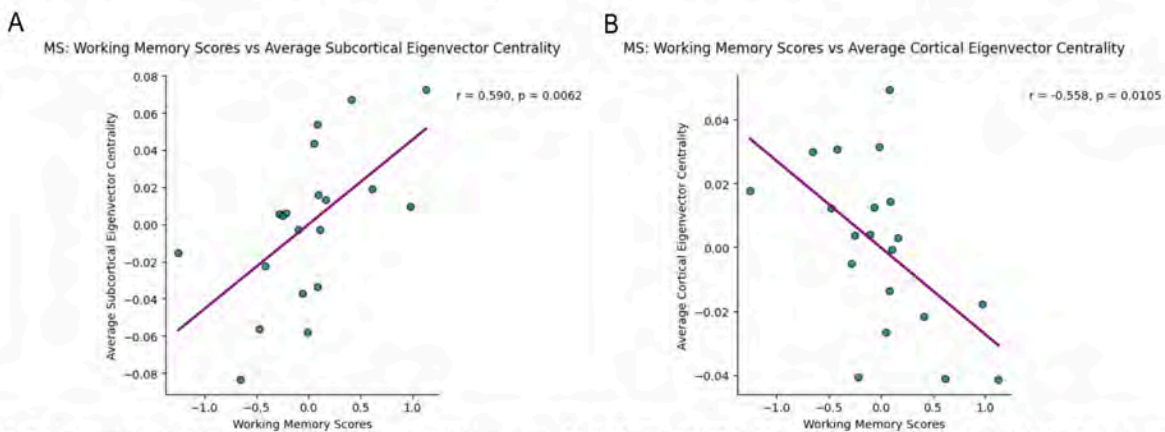 A
MS: Working Memory Scores vs Average Subcortical Eigenvector Centrality
r = 0.590, p = 0.0062
Average Subcortical Eigenvector Centrality
0.08
0.06
0.04
0.02
0.00
−0.02
−0.04
−0.06
−0.08
−1.0 −0.5 0.0 0.5 1.0
Working Memory Scores
B
MS: Working Memory Scores vs Average Cortical Eigenvector Centrality
r = -0.558, p = 0.0105
Average Cortical Eigenvector Centrality
0.04
0.02
0.00
−0.02
−0.04
−1.0 −0.5 0.0 0.5 1.0
Working Memory Scores